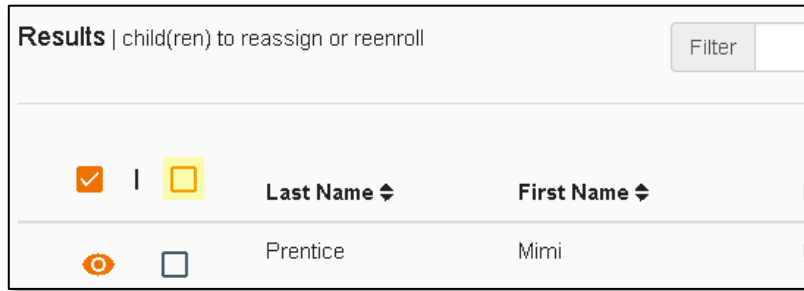 Results | child(ren) to reassign or reenroll
Filter
Last Name First Name
Prentice Mimi